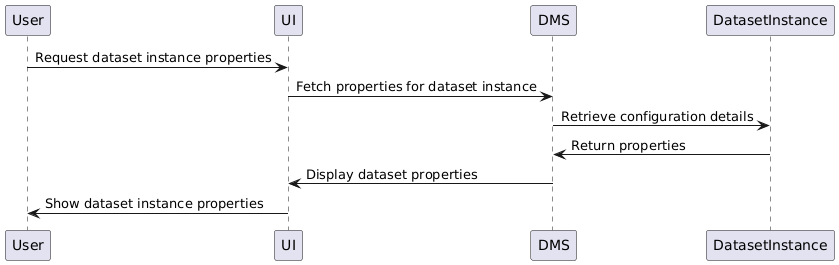 User UI DMS DatasetInstance
Request dataset instance properties
Fetch properties for dataset instance
Retrieve configuration details
Return properties
Display dataset properties
Show dataset instance properties
User UI DMS DatasetInstance